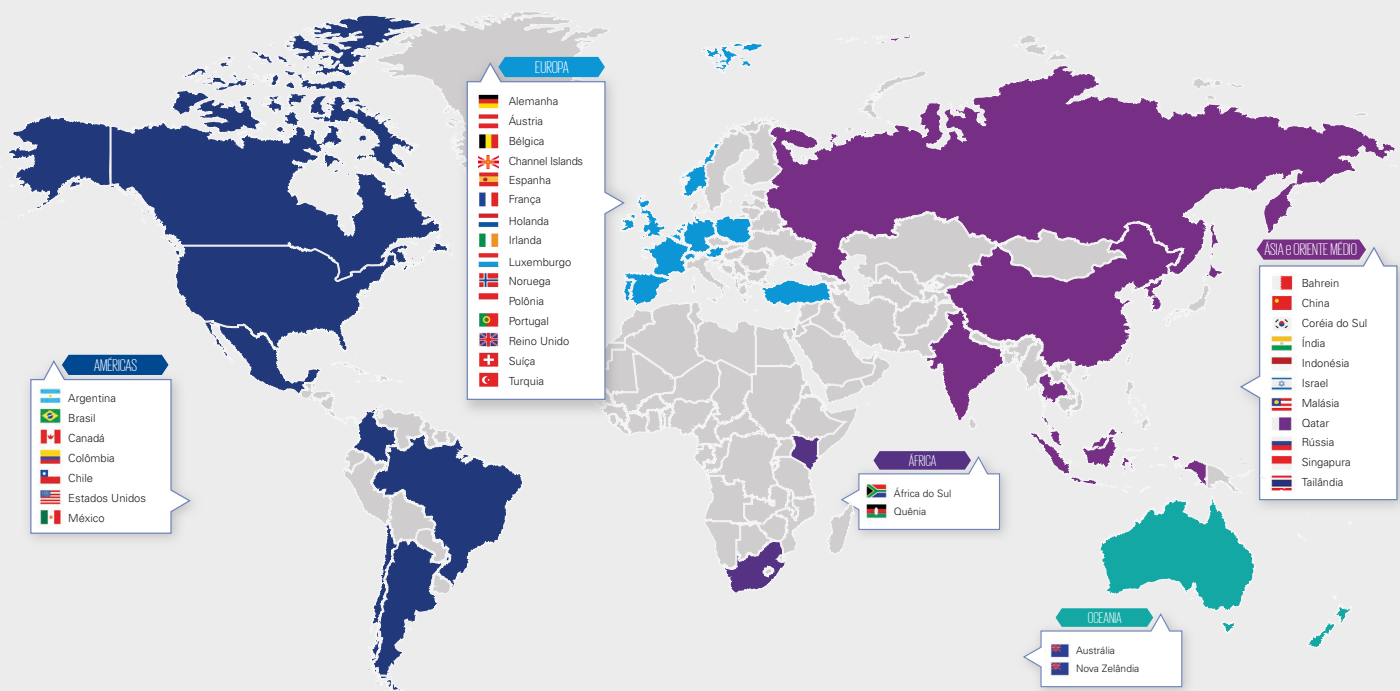 EUROPA
Alemanha
Áustria
Bélgica
Channel Islands
Espanha
França
Holanda
Irlanda
Luxemburgo
Noruega
Polônia
Portugal
Reino Unido
Suíça
Turquia
ÁSIA e ORIENTE MÉDIO
Bahrein
China
Coréia do Sul
Índia
Indonésia
Israel
Malásia
Qatar
Rússia
Singapura
Tailândia
AMÉRICAS
Argentina
Brasil
Canadá
Colômbia
Chile
Estados Unidos
México
ÁFRICA
África do Sul
Quênia
OCEANIA
Austrália
Nova Zelândia